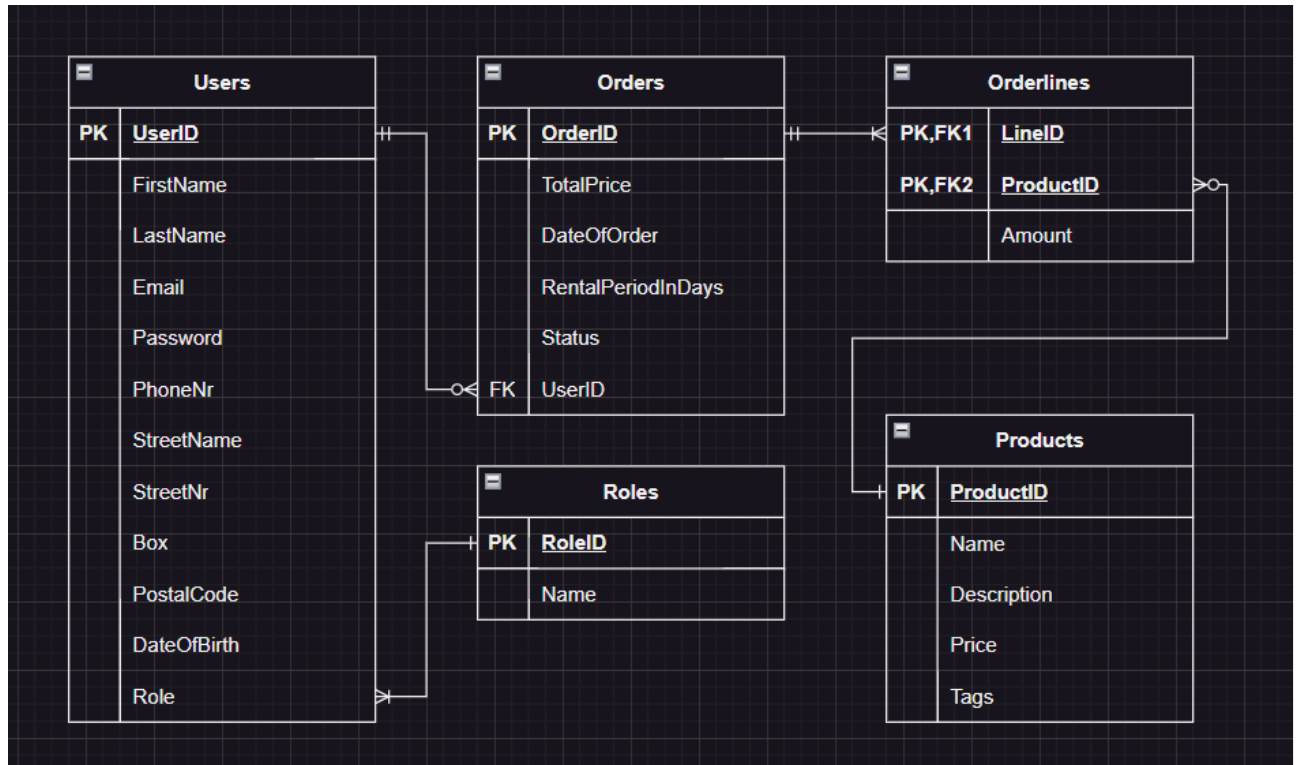 Users
PK UserID
FirstName
LastName
Email
Password
PhoneNr
StreetName
StreetNr
Box
PostalCode
DateOfBirth
Role
Orders
PK OrderID
TotalPrice
DateOfOrder
RentalPeriodInDays
Status
FK UserID
Roles
PK RoleID
Name
Orderlines
PK,FK1 LineID
PK,FK2 ProductID
Amount
Products
PK ProductID
Name
Description
Price
Tags